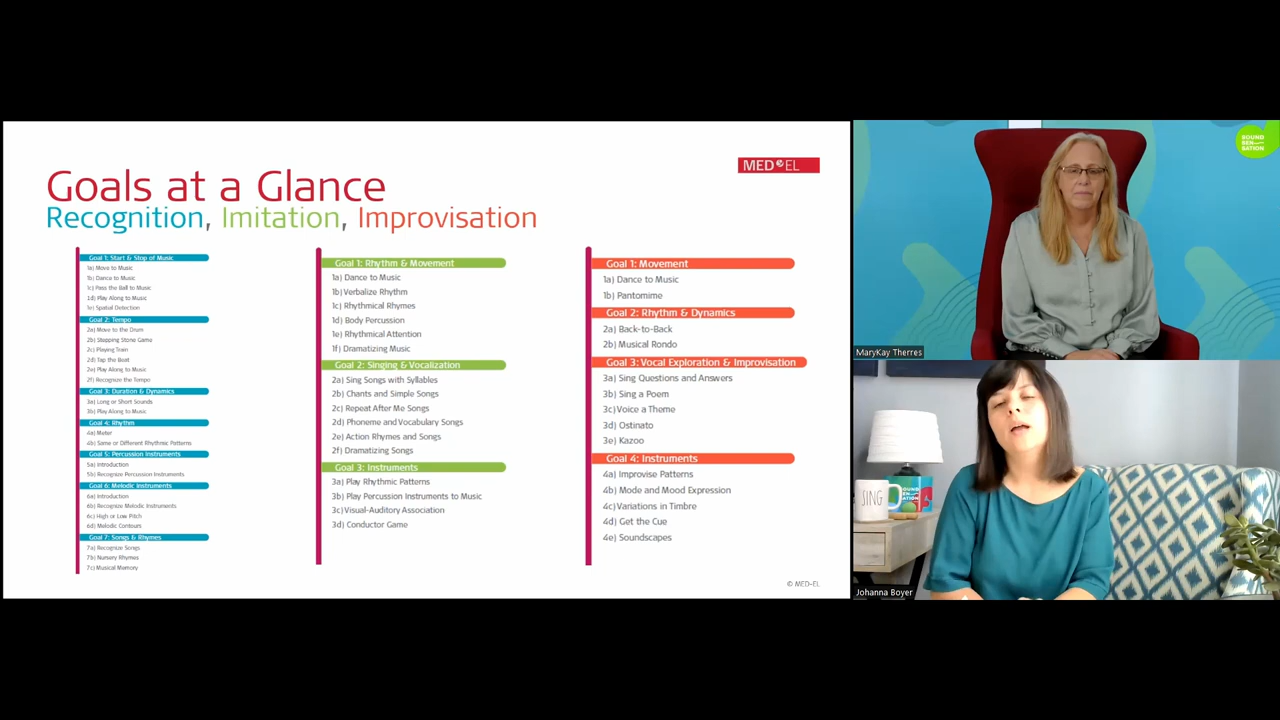 MED-EL
Goals at a Glance
Recognition, Imitation, Improvisation
Goal 1: Start & Stop of Music
1a) Move to Music
1b) Dance to Music
1c) Pass the Ball to Music
1d) Play Along to Music
1e) Spatial Detection
Goal 2: Tempo
2a) Move to the Drum
2b) Stepping Stone Game
2c) Playing Train
2d) Tap the Beat
2e) Play Along to Music
2f) Recognize the Tempo
Goal 3: Duration & Dynamics
3a) Long or Short Sounds
3b) Play Along to Music
Goal 4: Rhythm
4a) Meter
4b) Same or Different Rhythmic Patterns
Goal 5: Percussion Instruments
5a) Introduction
5b) Recognize Percussion Instruments
Goal 6: Melodic Instruments
6a) Introduction
6b) Recognize Melodic Instruments
6c) High or Low Pitch
6d) Melodic Contours
Goal 7: Songs & Rhymes
7a) Recognize Songs
7b) Nursery Rhymes
7c) Musical Memory
Goal 1: Rhythm & Movement
1a) Dance to Music
1b) Verbalize Rhythm
1c) Rhythmical Rhymes
1d) Body Percussion
1e) Rhythmical Attention
1f) Dramatizing Music
Goal 2: Singing & Vocalization
2a) Sing Songs with Syllables
2b) Chants and Simple Songs
2c) Repeat After Me Songs
2d) Phoneme and Vocabulary Songs
2e) Action Rhymes and Songs
2f) Dramatizing Songs
Goal 3: Instruments
3a) Play Rhythmic Patterns
3b) Play Percussion Instruments to Music
3c) Visual-Auditory Association
3d) Conductor Game
Goal 1: Movement
1a) Dance to Music
1b) Pantomime
Goal 2: Rhythm & Dynamics
2a) Back-to-Back
2b) Musical Rondo
Goal 3: Vocal Exploration & Improvisation
3a) Sing Questions and Answers
3b) Sing a Poem
3c) Voice a Theme
3d) Ostinato
3e) Kazoo
Goal 4: Instruments
4a) Improvise Patterns
4b) Mode and Mood Expression
4c) Variations in Timbre
4d) Get the Cue
4e) Soundscapes
© MED-EL
SOUND
SEN
SATION
MaryKay Therres
SING
SOUND
SEN
SATION
Johanna Boyer